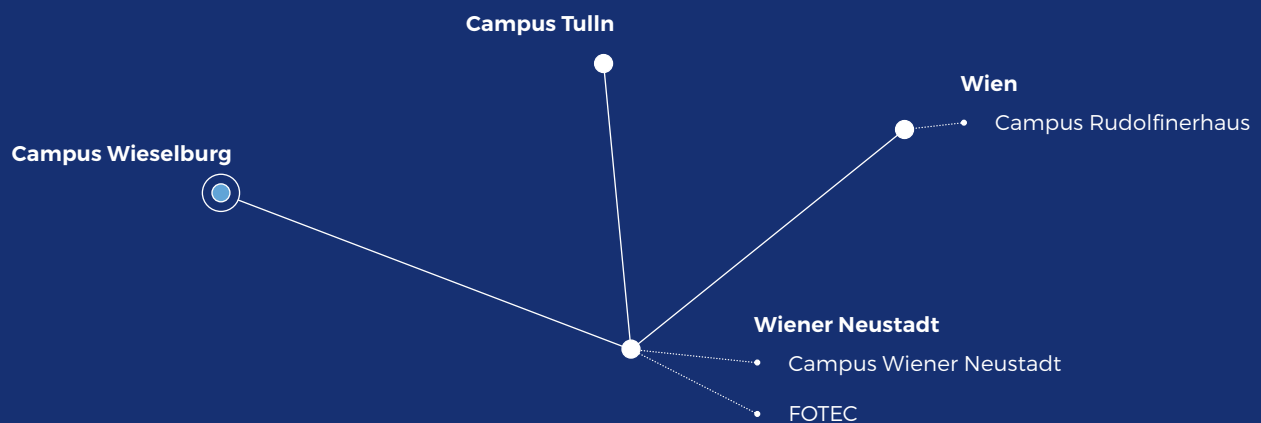 Campus Tulln
Wien
Campus Rudolfinerhaus
Campus Wieselburg
Wiener Neustadt
Campus Wiener Neustadt
FOTEC